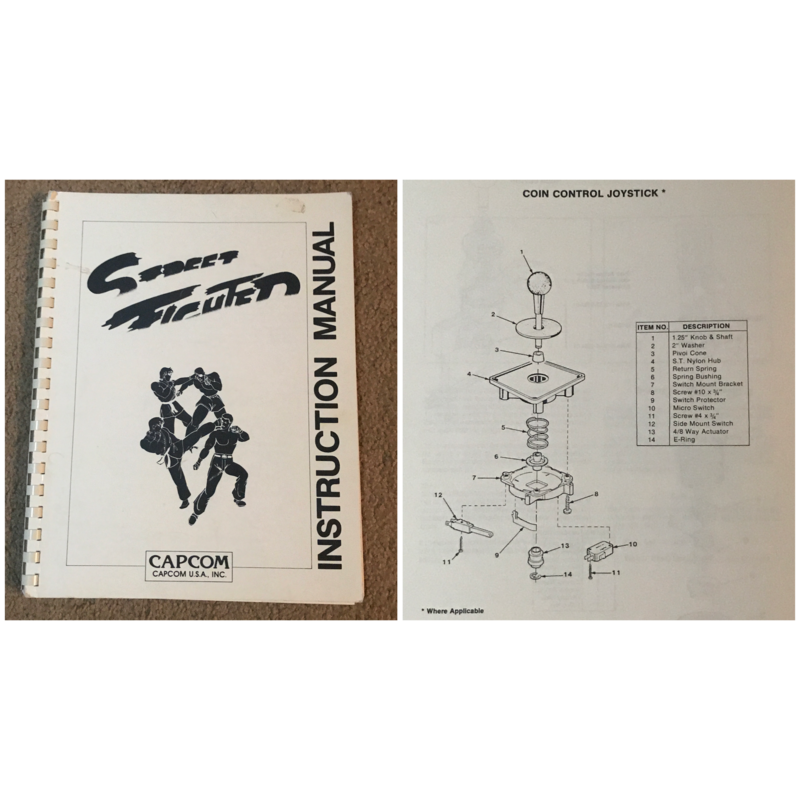 STREET
FIGHTER
INSTRUCTION MANUAL
CAPCOM
CAPCOM U.S.A., INC.
COIN CONTROL JOYSTICK *
ITEM NO. DESCRIPTION
1 1.25" Knob & Shaft
2 2" Washer
3 Pivot Cone
4 S.T. Nylon Hub
5 Return Spring
6 Spring Bushing
7 Switch Mount Bracket
8 Screw #10 x ¾"
9 Switch Protector
10 Micro Switch
11 Screw #4 x ¾"
12 Side Mount Switch
13 4/8 Way Actuator
14 E-Ring
1
2
3
4
5
6
7
8
12
11
9
13
14
10
11
* Where Applicable